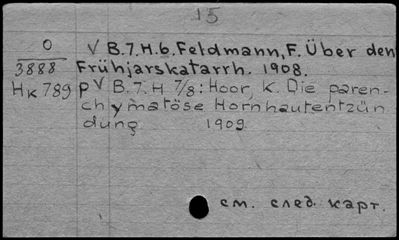 15
0 V B.7.H.6. Feldmann, F. Über den
3888 Frühjarskatarrh. 1908.
Hк 789 p V B.7.H 7/8: Hoor, K. Die paren-
chymatöse Hornhautentzün
dung 1909.
см. след. карт.